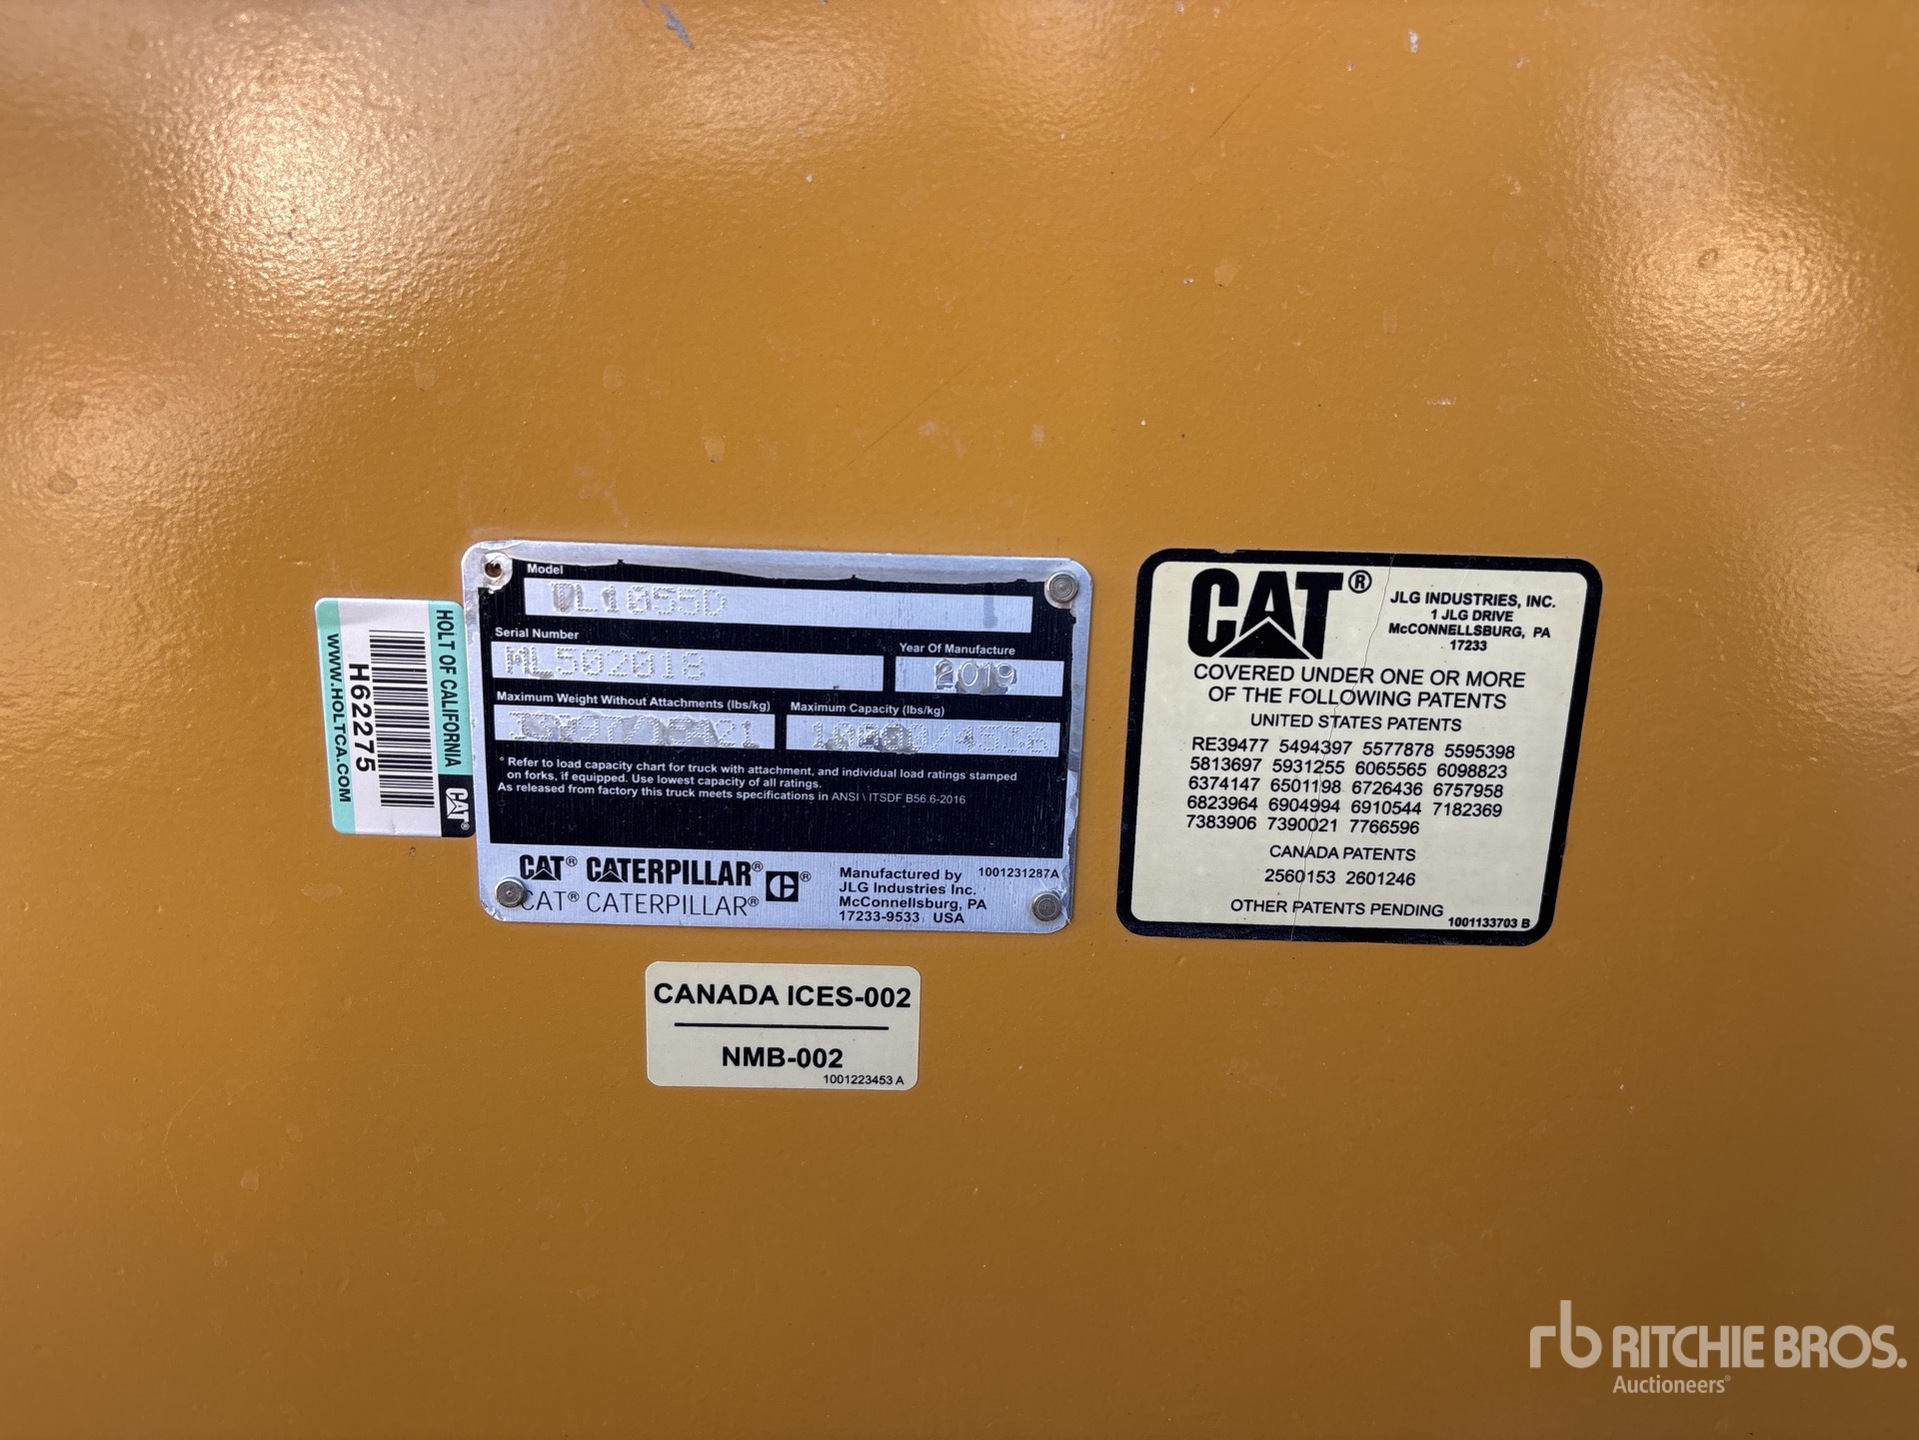 HOLT OF CALIFORNIA
H62275
WWW.HOLTCA.COM
CAT
Model
TL1055D
Serial Number
ML502018
Year Of Manufacture
2019
Maximum Weight Without Attachments (lbs/kg)
Maximum Capacity (lbs/kg)
* Refer to load capacity chart for truck with attachment, and individual load ratings stamped
on forks, if equipped. Use lowest capacity of all ratings.
As released from factory this truck meets specifications in ANSI \ ITSDF B56.6-2016
CAT® CATERPILLAR®
CAT® CATERPILLAR®
Manufactured by
JLG Industries Inc.
McConnellsburg, PA
17233-9533 USA
1001231287A
CAT®
JLG INDUSTRIES, INC.
1 JLG DRIVE
McCONNELLSBURG, PA
17233
COVERED UNDER ONE OR MORE
OF THE FOLLOWING PATENTS
UNITED STATES PATENTS
RE39477 5494397 5577878 5595398
5813697 5931255 6065565 6098823
6374147 6501198 6726436 6757958
6823964 6904994 6910544 7182369
7383906 7390021 7766596
CANADA PATENTS
2560153 2601246
OTHER PATENTS PENDING
1001133703 B
CANADA ICES-002
NMB-002
1001223453 A
rb RITCHIE BROS.
Auctioneers®